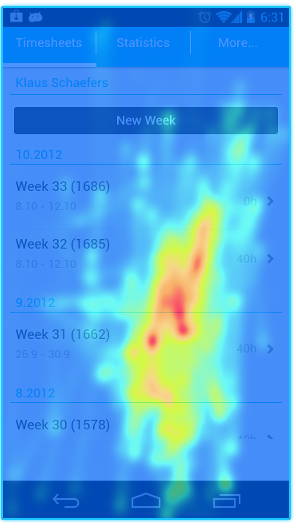 6:31
Timesheets Statistics More...
Klaus Schaefers
New Week
10.2012
Week 33 (1686)
8.10 - 12.10 0h
Week 32 (1685)
8.10 - 12.10 40h
9.2012
Week 31 (1662)
26.9 - 30.9 40h
8.2012
Week 30 (1578)
40h